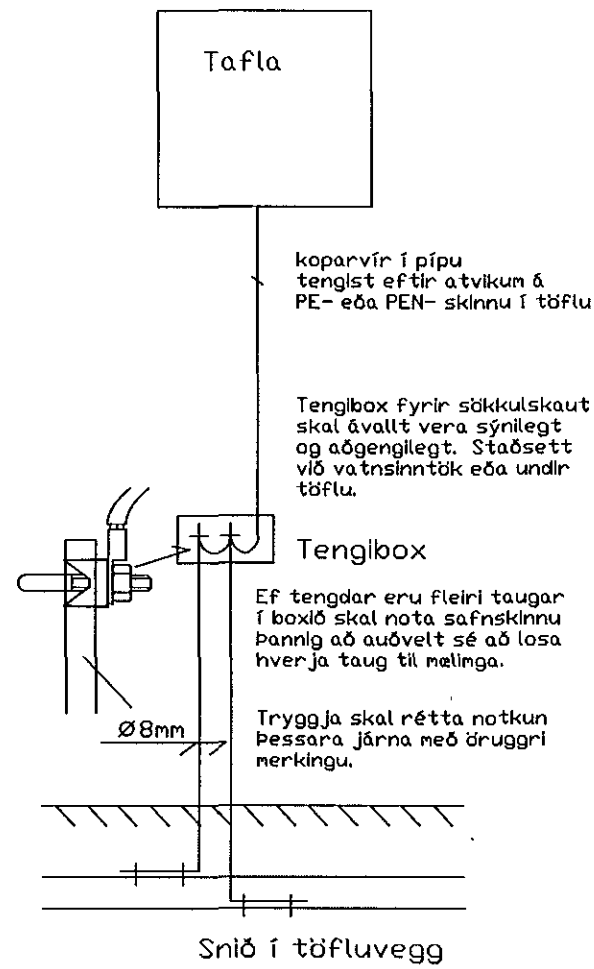 Tafla
koparvír í pípu
tengist eftir atvikum á
PE- eða PEN- skinnu í töflu
Tengibox fyrir sökkulskaut
skal ávallt vera sýnilegt
og aðgengilegt. Staðsett
við vatnsinntök eða undir
töflu.
Tengibox
Ef tengdar eru fleiri taugar
í boxið skal nota safnskinnu
Þannig að auðvelt sé að losa
hverja taug til mælimga.
Ø8mm
Tryggja skal rétta notkun
Þessara járna með öruggri
merkingu.
Snið í töfluvegg